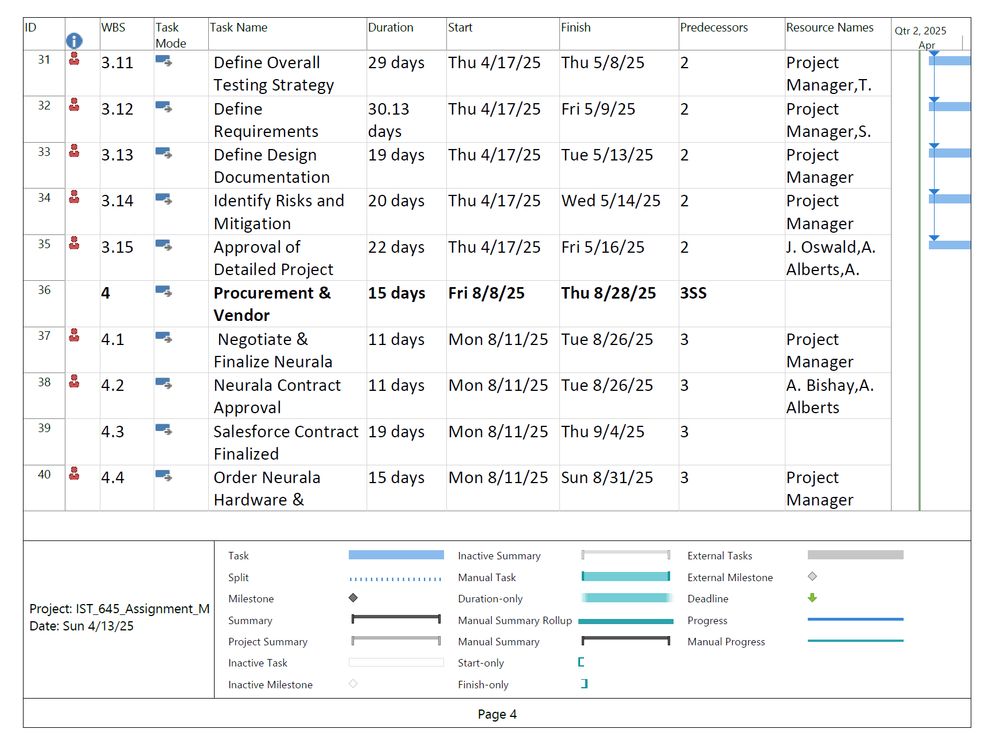 ID WBS Task Mode Task Name Duration Start Finish Predecessors Resource Names Qtr 2, 2025 Apr
31 3.11 Define Overall 29 days Thu 4/17/25 Thu 5/8/25 2 Project
Testing Strategy Manager,T.
32 3.12 Define 30.13 Thu 4/17/25 Fri 5/9/25 2 Project
Requirements days Manager,S.
33 3.13 Define Design 19 days Thu 4/17/25 Tue 5/13/25 2 Project
Documentation Manager
34 3.14 Identify Risks and 20 days Thu 4/17/25 Wed 5/14/25 2 Project
Mitigation Manager
35 3.15 Approval of 22 days Thu 4/17/25 Fri 5/16/25 2 J. Oswald,A.
Detailed Project Alberts,A.
36 4 Procurement & 15 days Fri 8/8/25 Thu 8/28/25 3SS
Vendor
37 4.1 Negotiate & 11 days Mon 8/11/25 Tue 8/26/25 3 Project
Finalize Neurala Manager
38 4.2 Neurala Contract 11 days Mon 8/11/25 Tue 8/26/25 3 A. Bishay,A.
Approval Alberts
39 4.3 Salesforce Contract 19 days Mon 8/11/25 Thu 9/4/25 3
Finalized
40 4.4 Order Neurala 15 days Mon 8/11/25 Sun 8/31/25 3 Project
Hardware & Manager
Project: IST_645_Assignment_M
Date: Sun 4/13/25
Task Inactive Summary External Tasks
Split Manual Task External Milestone
Milestone Duration-only Deadline
Summary Manual Summary Rollup Progress
Project Summary Manual Summary Manual Progress
Inactive Task Start-only
Inactive Milestone Finish-only
Page 4